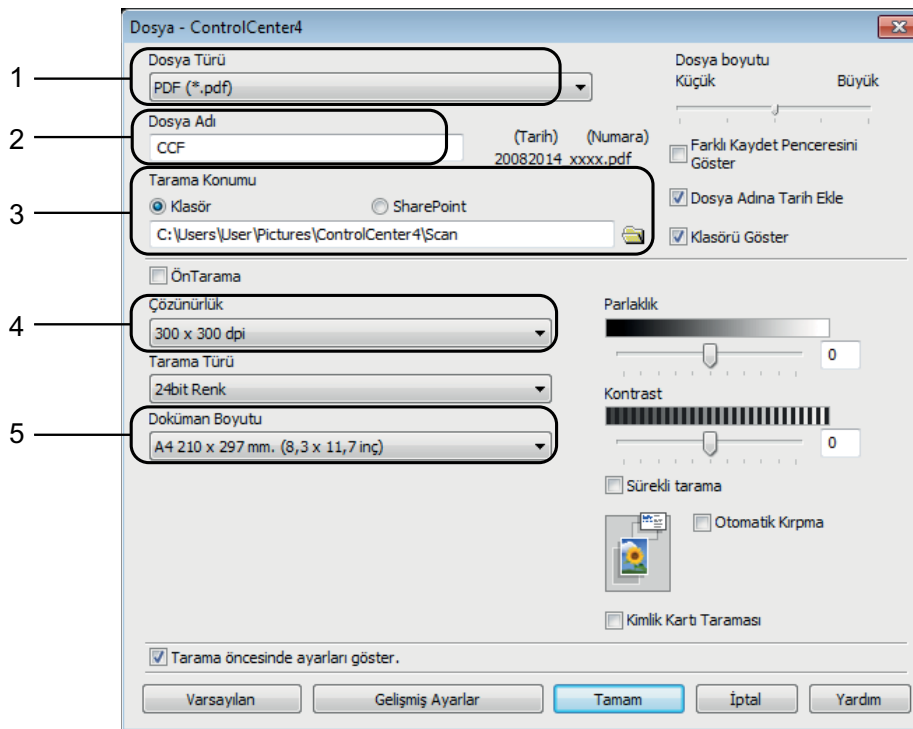 Dosya - ControlCenter4
1
Dosya Türü
PDF (*.pdf)
Dosya boyutu
Küçük Büyük
2
Dosya Adı
CCF
(Tarih) (Numara)
20082014 xxxx.pdf
Farklı Kaydet Penceresini
Göster
3
Tarama Konumu
Klasör SharePoint
C:\Users\User\Pictures\ControlCenter4\Scan
Dosya Adına Tarih Ekle
Klasörü Göster
ÖnTarama
4
Çözünürlük
300 x 300 dpi
Parlaklık
0
Tarama Türü
24bit Renk
Kontrast
0
5
Doküman Boyutu
A4 210 x 297 mm. (8,3 x 11,7 inç)
Sürekli tarama
Otomatik Kırpma
Kimlik Kartı Taraması
Tarama öncesinde ayarları göster.
Varsayılan Gelişmiş Ayarlar Tamam İptal Yardım